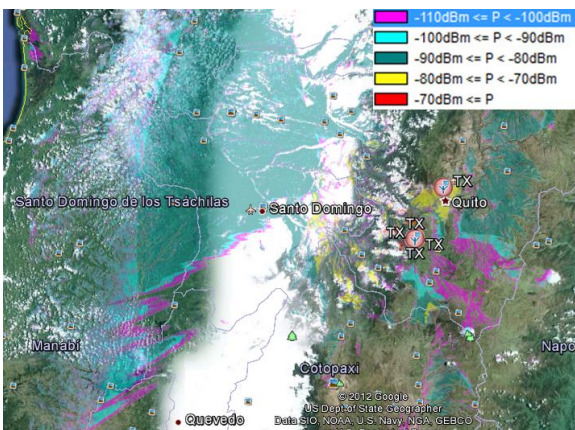 -110dBm <= P < -100dBm
-100dBm <= P < -90dBm
-90dBm <= P < -80dBm
-80dBm <= P < -70dBm
-70dBm <= P
TX
Quito
Santo Domingo de los Tsáchilas
Santo Domingo
TX
TX
TX
TX
Manabí
Napo
Cotopaxi
© 2012 Google
US Dept of State Geographer
Data SIO, NOAA, U.S. Navy, NGA, GEBCO
Quevedo